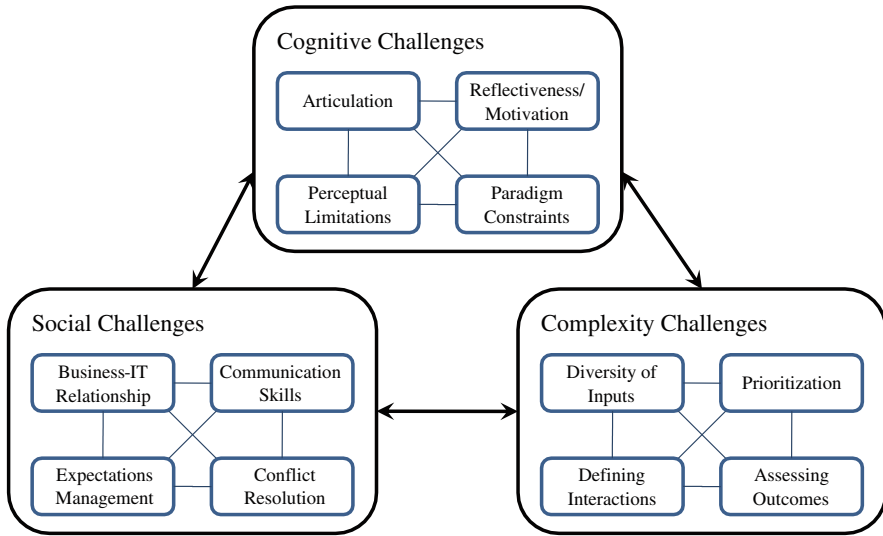 Cognitive Challenges
Articulation
Reflectiveness/
Motivation
Perceptual
Limitations
Paradigm
Constraints
Social Challenges
Business-IT
Relationship
Communication
Skills
Expectations
Management
Conflict
Resolution
Complexity Challenges
Diversity of
Inputs
Prioritization
Defining
Interactions
Assessing
Outcomes